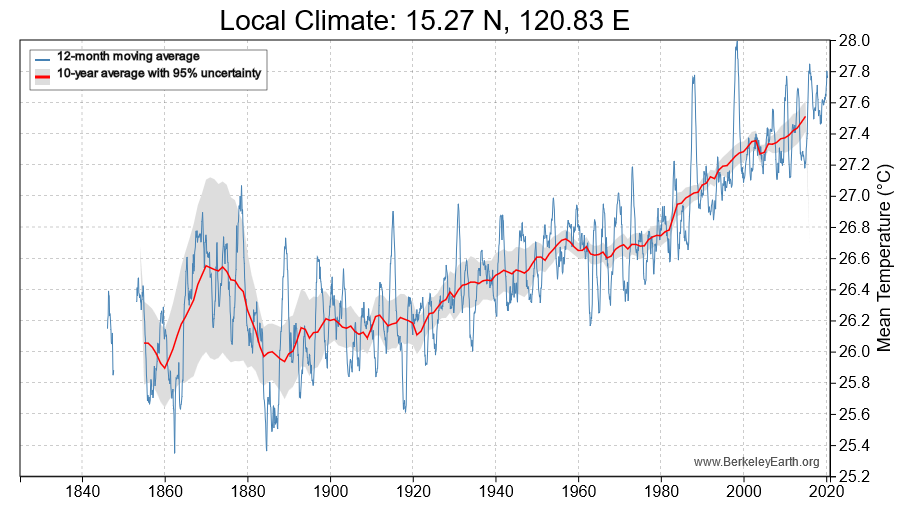 Local Climate: 15.27 N, 120.83 E
12-month moving average
10-year average with 95% uncertainty
28.0
27.8
27.6
27.4
27.2
27.0
26.8
26.6
26.4
26.2
26.0
25.8
25.6
25.4
25.2
Mean Temperature (°C)
www.BerkeleyEarth.org
1840 1860 1880 1900 1920 1940 1960 1980 2000 2020